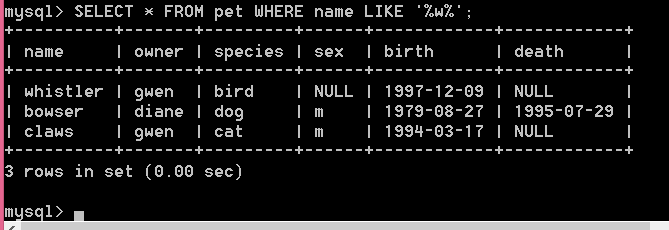 mysql> SELECT * FROM pet WHERE name LIKE '%w%';
+----------+-------+---------+------+------------+------------+
| name     | owner | species | sex  | birth      | death      |
+----------+-------+---------+------+------------+------------+
| whistler | gwen  | bird    | NULL | 1997-12-09 | NULL       |
| bowser   | diane | dog     | m    | 1979-08-27 | 1995-07-29 |
| claws    | gwen  | cat     | m    | 1994-03-17 | NULL       |
+----------+-------+---------+------+------------+------------+
3 rows in set (0.00 sec)
mysql>